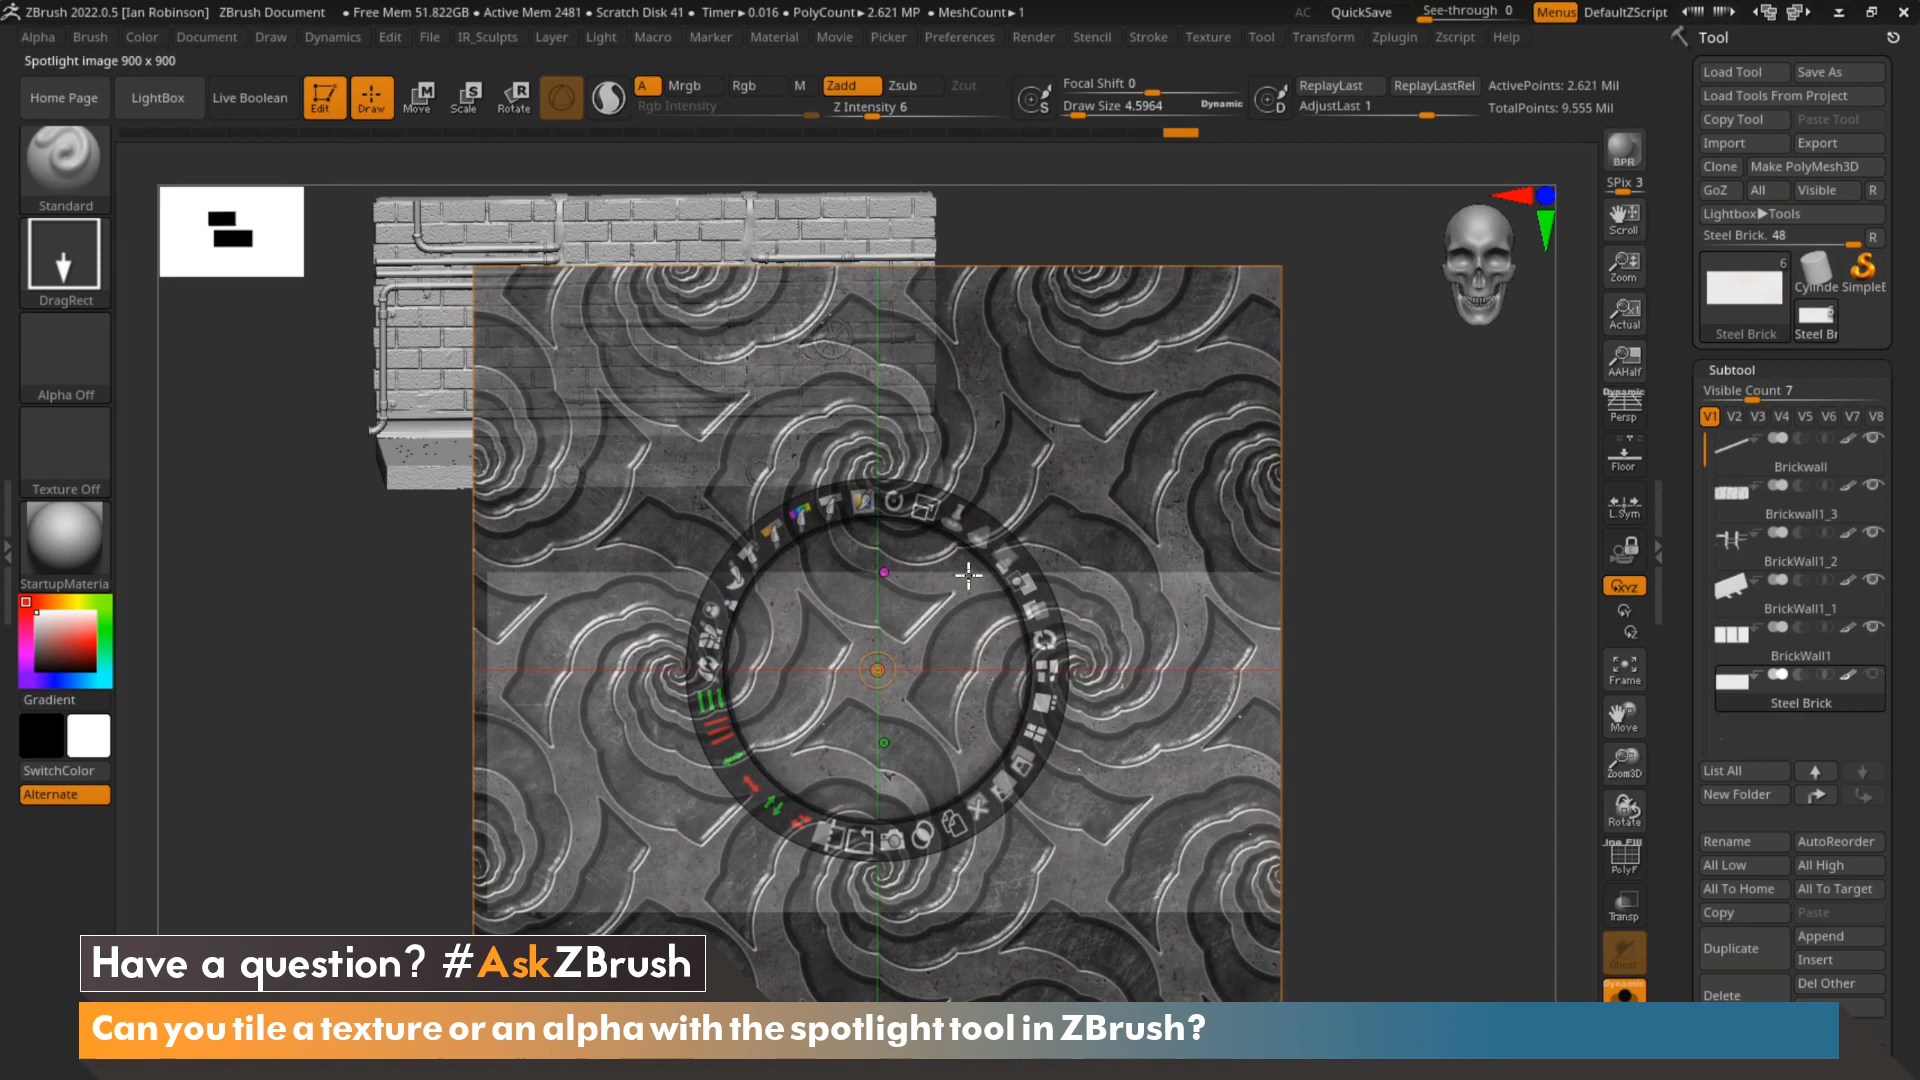 ZBrush 2022.0.5 [Ian Robinson] ZBrush Document • Free Mem 51.822GB • Active Mem 2481 • Scratch Disk 41 • Timer▸0.016 • PolyCount▸2.621 MP • MeshCount▸1 AC QuickSave See-through 0 Menus DefaultZScript
Alpha Brush Color Document Draw Dynamics Edit File IR_Sculpts Layer Light Macro Marker Material Movie Picker Preferences Render Stencil Stroke Texture Tool Transform Zplugin Zscript Help
Spotlight image 900 x 900
Home Page LightBox Live Boolean Edit Draw Move Scale Rotate
A Mrgb Rgb M Zadd Zsub Zcut
Rgb Intensity Z Intensity 6
Focal Shift 0
Draw Size 4.5964 Dynamic
ReplayLast ReplayLastRel
AdjustLast 1
ActivePoints: 2.621 Mil
TotalPoints: 9.555 Mil
Standard
DragRect
Alpha Off
Texture Off
StartupMateria
Gradient
SwitchColor
Alternate
BPR
SPix 3
Scroll
Zoom
Actual
AAHalf
Dynamic
Persp
Floor
L.Sym
XYZ
Frame
Move
Zoom3D
Rotate
Line Fill
PolyF
Transp
Ghost
Dynamic
Tool
Load Tool Save As
Load Tools From Project
Copy Tool Paste Tool
Import Export
Clone Make PolyMesh3D
GoZ All Visible R
Lightbox▶Tools
Steel Brick. 48 R
6
Cylinde SimpleE
6
Steel Brick Steel Br
Subtool
Visible Count 7
V1 V2 V3 V4 V5 V6 V7 V8
Brickwall
Brickwall1_3
BrickWall1_2
BrickWall1_1
BrickWall1
Steel Brick
List All
New Folder
Rename AutoReorder
All Low All High
All To Home All To Target
Copy Paste
Duplicate Append
Insert
Delete Del Other
Have a question? #AskZBrush
Can you tile a texture or an alpha with the spotlight tool in ZBrush?